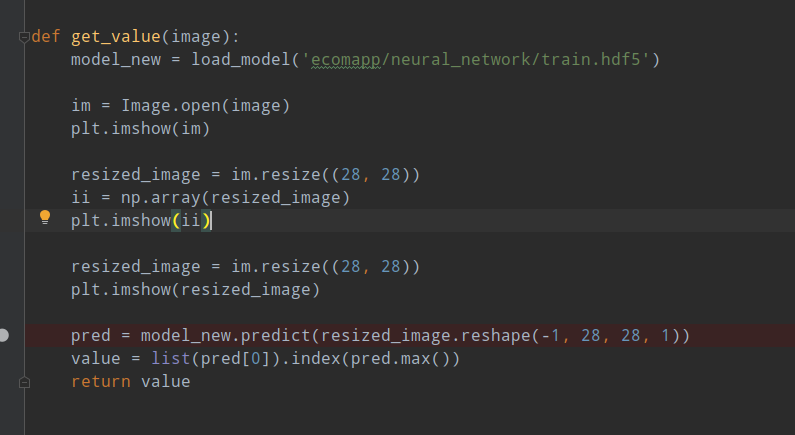 def get_value(image):
    model_new = load_model('ecomapp/neural_network/train.hdf5')
    im = Image.open(image)
    plt.imshow(im)
    resized_image = im.resize((28, 28))
    ii = np.array(resized_image)
    plt.imshow(ii)
    resized_image = im.resize((28, 28))
    plt.imshow(resized_image)
    pred = model_new.predict(resized_image.reshape(-1, 28, 28, 1))
    value = list(pred[0]).index(pred.max())
    return value